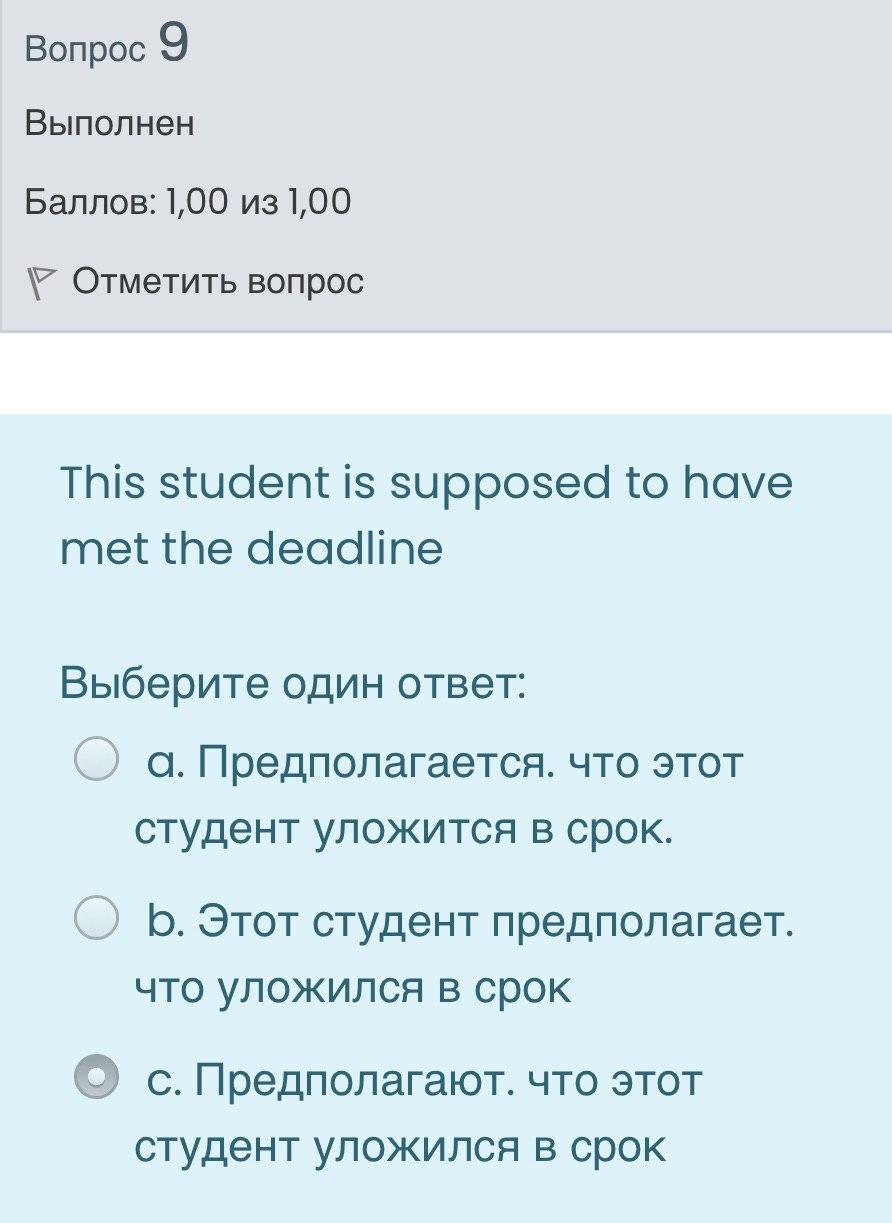 Вопрос 9
Выполнен
Баллов: 1,00 из 1,00
Отметить вопрос
This student is supposed to have
met the deadline
Выберите один ответ:
a. Предполагается. что этот
студент уложится в срок.
b. Этот студент предполагает.
что уложился в срок
c. Предполагают. что этот
студент уложился в срок